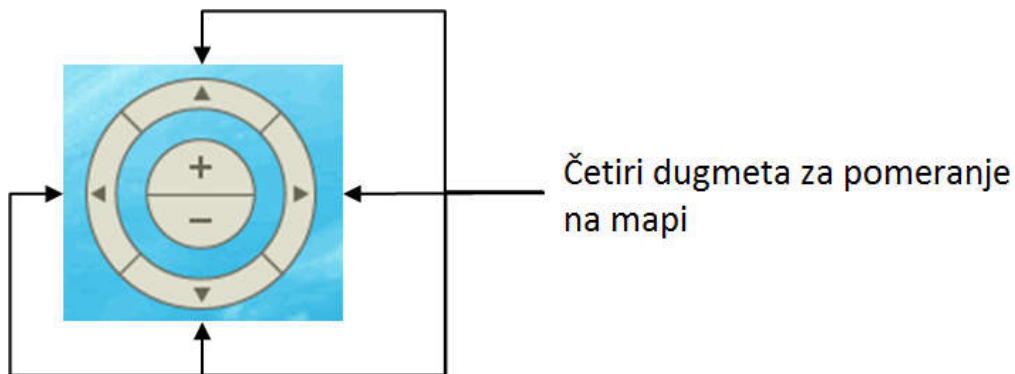 +
−
Četiri dugmeta za pomeranje
na mapi